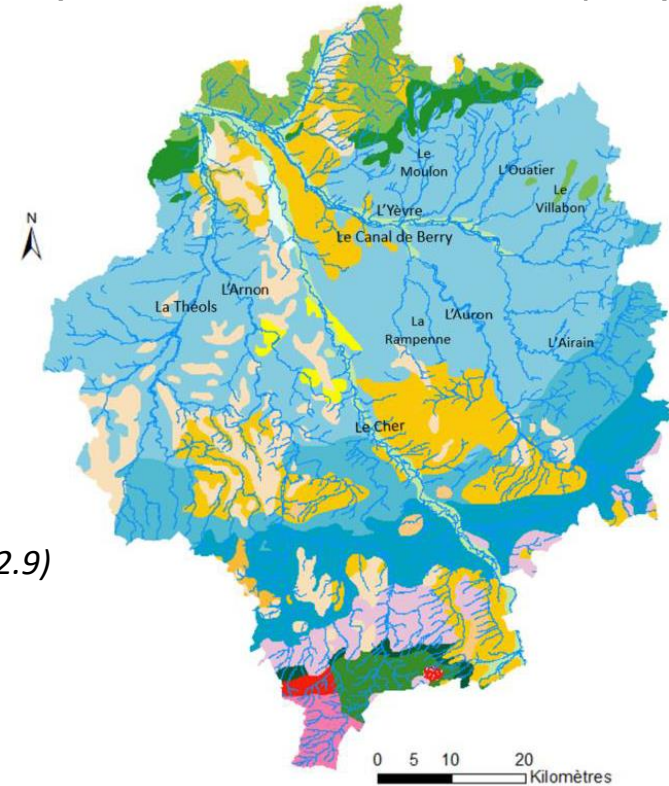 N
Le
Moulon
L'Ouatier
Le
Villabon
L'Yèvre
Le Canal de Berry
L'Arnon
La Théols
La
Rampenne
L'Auron
L'Airain
Le Cher
2.9)
0 5 10 20
Kilomètres